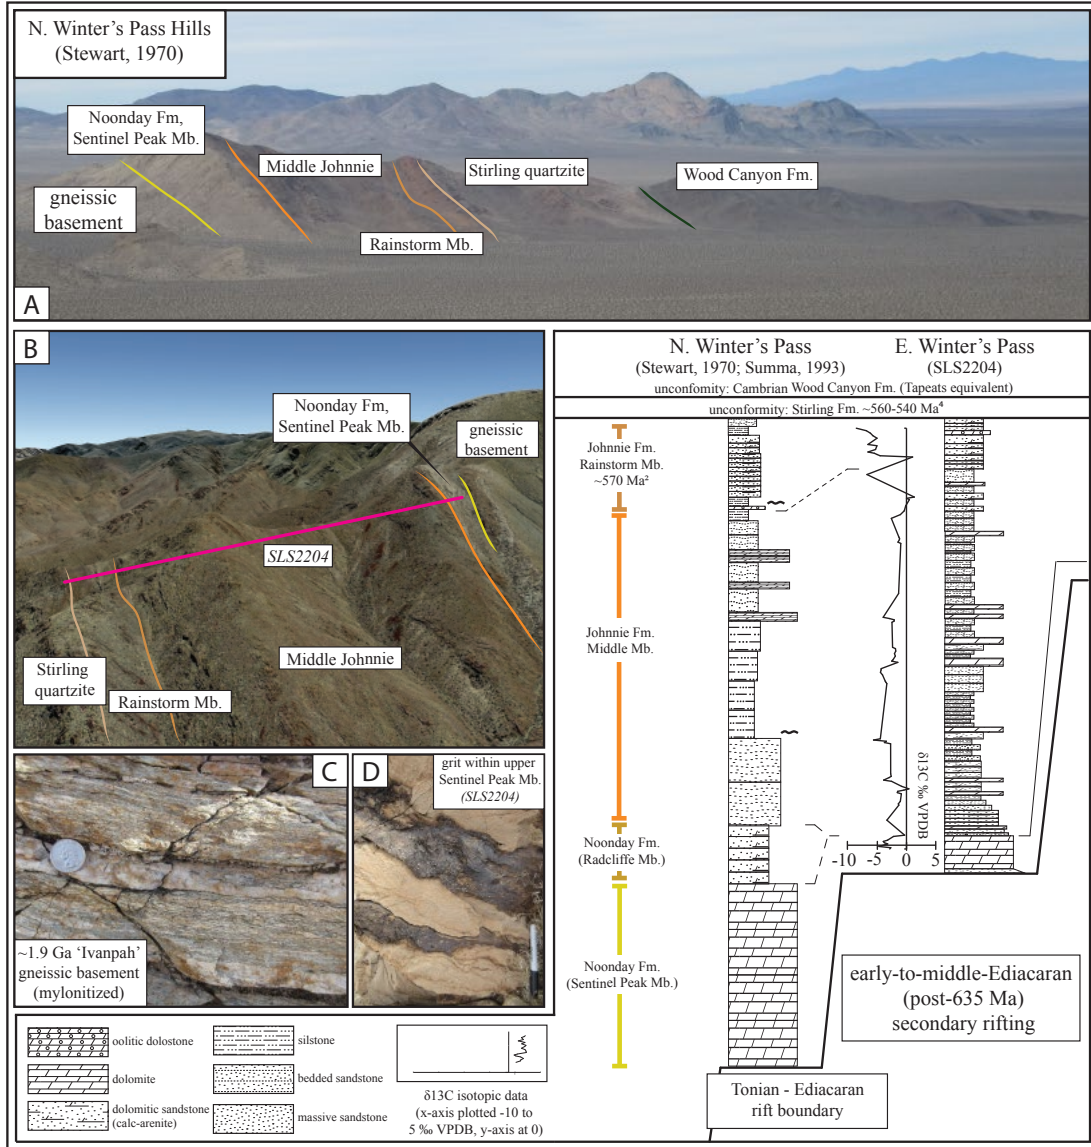 N. Winter's Pass Hills
(Stewart, 1970)
Noonday Fm,
Sentinel Peak Mb.
Middle Johnnie
Stirling quartzite
Wood Canyon Fm.
gneissic
basement
Rainstorm Mb.
A
B
Noonday Fm,
Sentinel Peak Mb.
gneissic
basement
SLS2204
Middle Johnnie
Stirling
quartzite
Rainstorm Mb.
C
~1.9 Ga 'Ivanpah'
gneissic basement
(mylonitized)
D
grit within upper
Sentinel Peak Mb.
(SLS2204)
N. Winter's Pass
(Stewart, 1970; Summa, 1993)
E. Winter's Pass
(SLS2204)
unconfomity: Cambrian Wood Canyon Fm. (Tapeats equivalent)
unconfomity: Stirling Fm. ~560-540 Ma⁴
Johnnie Fm.
Rainstorm Mb.
~570 Ma²
Johnnie Fm.
Middle Mb.
Noonday Fm.
(Radcliffe Mb.)
Noonday Fm.
(Sentinel Peak Mb.)
δ13C ‰ VPDB
-10 -5 0 5
early-to-middle-Ediacaran
(post-635 Ma)
secondary rifting
Tonian - Ediacaran
rift boundary
oolitic dolostone
dolomite
dolomitic sandstone
(calc-arenite)
silstone
bedded sandstone
massive sandstone
δ13C isotopic data
(x-axis plotted -10 to
5 ‰ VPDB, y-axis at 0)